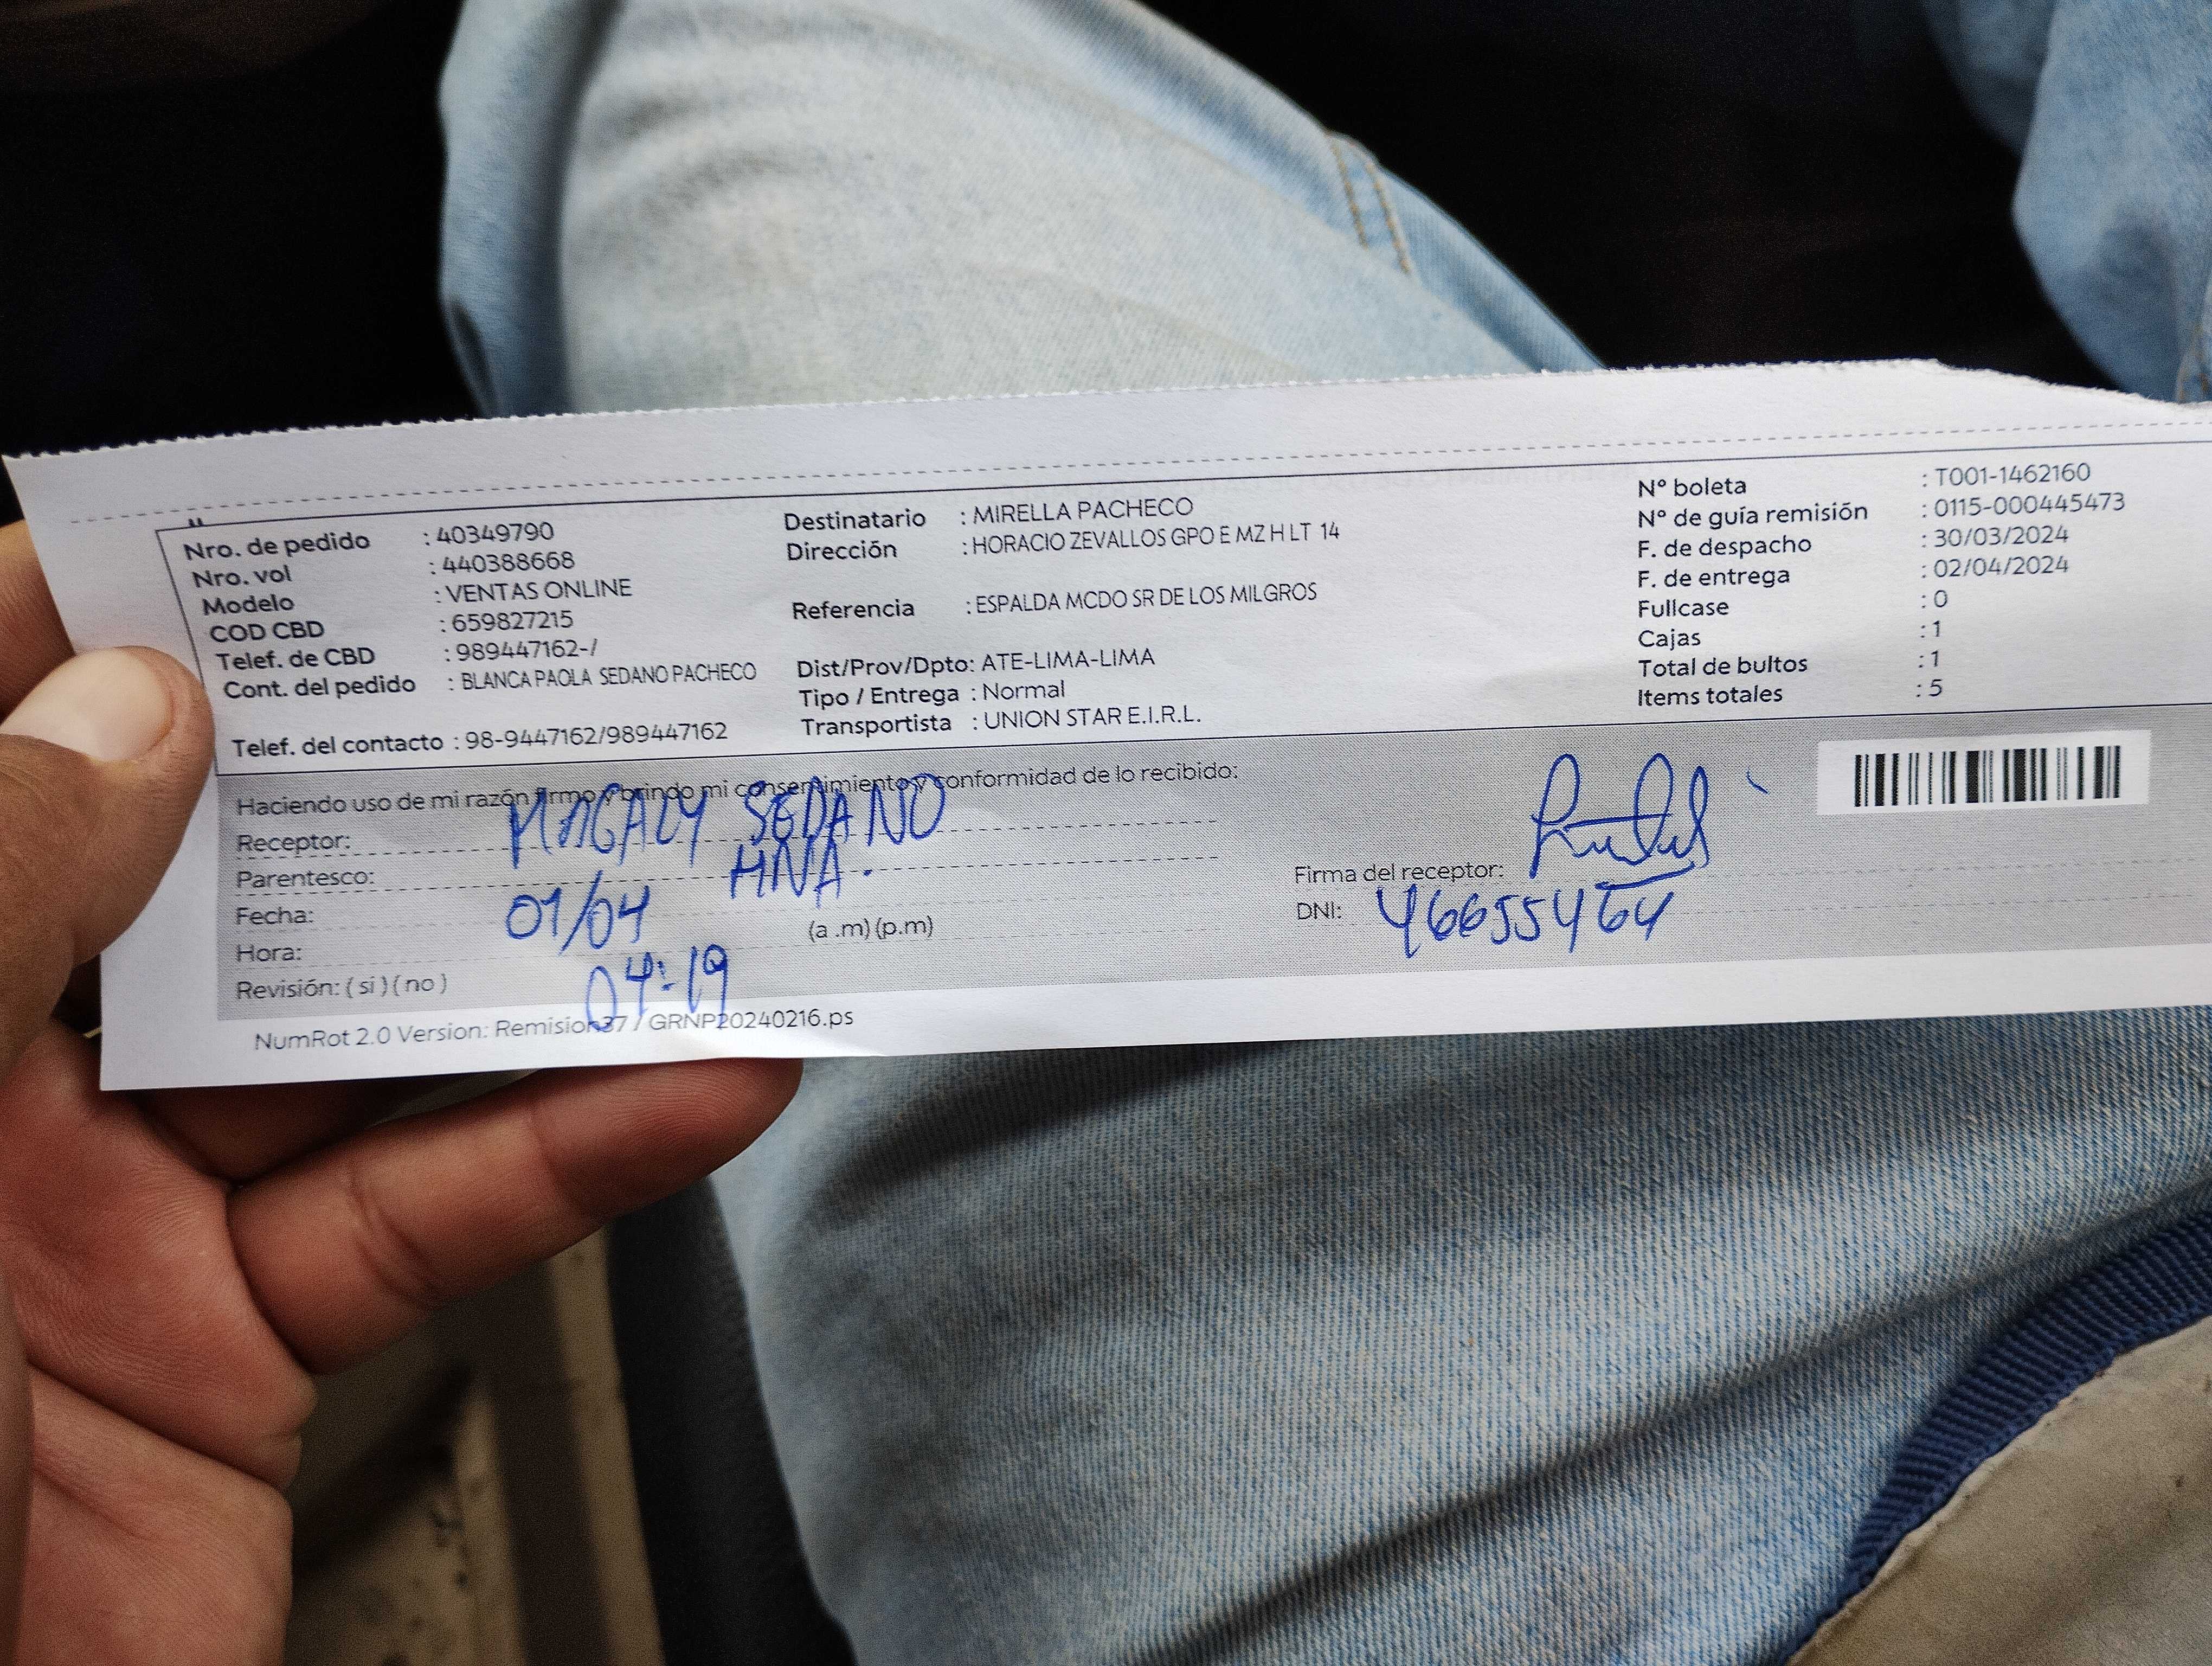 Nro. de pedido : 40349790
Nro. vol : 440388668
Modelo : VENTAS ONLINE
COD CBD : 659827215
Telef. de CBD : 989447162-/
Cont. del pedido : BLANCA PAOLA SEDANO PACHECO
Telef. del contacto : 98-9447162/989447162
Destinatario : MIRELLA PACHECO
Dirección : HORACIO ZEVALLOS GPO E MZ H LT 14
Referencia : ESPALDA MCDO SR DE LOS MILGROS
Dist/Prov/Dpto: ATE-LIMA-LIMA
Tipo / Entrega : Normal
Transportista : UNION STAR E.I.R.L.
Nº boleta : T001-1462160
Nº de guía remisión : 0115-000445473
F. de despacho : 30/03/2024
F. de entrega : 02/04/2024
Fullcase : 0
Cajas : 1
Total de bultos : 1
Items totales : 5
Haciendo uso de mi razón firmo y brindo mi consentimiento y conformidad de lo recibido:
Receptor: MAGALY SEDANO
Parentesco: HNA.
Fecha: 01/04
Hora: 04:19 (a .m) (p.m)
Revisión: ( si ) ( no )
Firma del receptor:
DNI: 46655464
NumRot 2.0 Version: Remision37 / GRNP20240216.ps